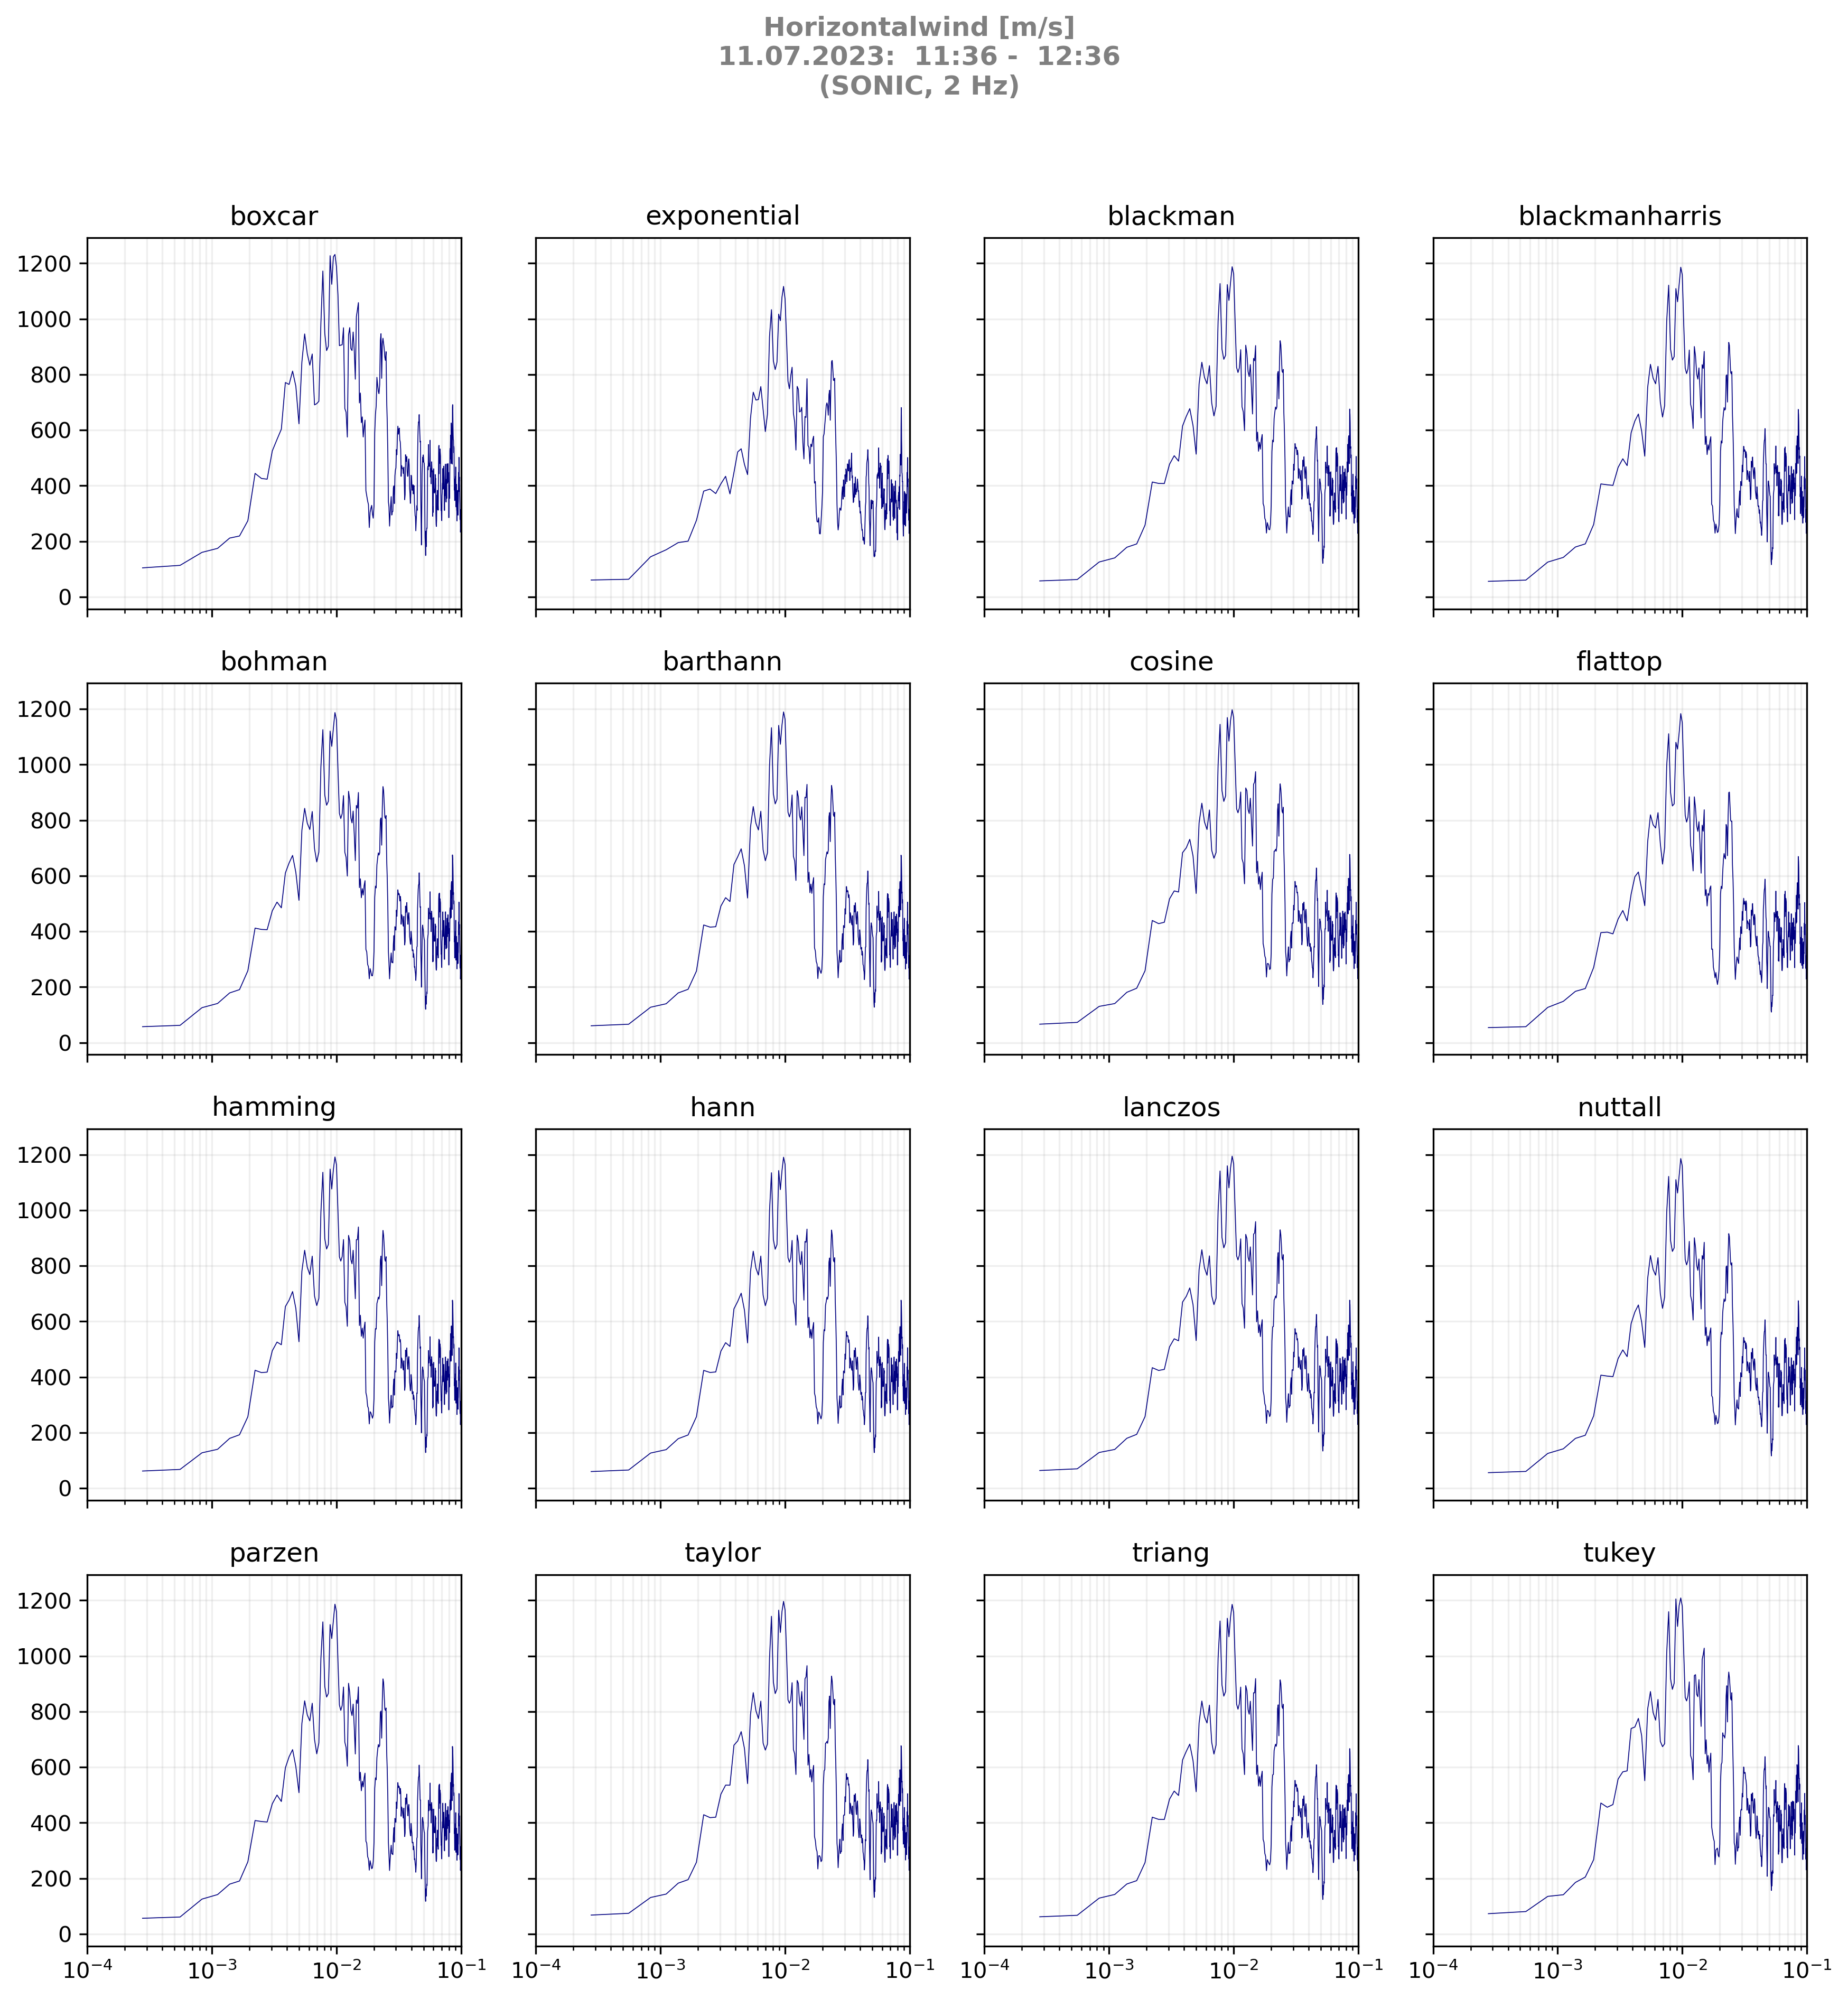 Horizontalwind [m/s]
11.07.2023:  11:36 -  12:36
(SONIC, 2 Hz)
boxcar
exponential
blackman
blackmanharris
1200
1000
800
600
400
200
0
bohman
barthann
cosine
flattop
1200
1000
800
600
400
200
0
hamming
hann
lanczos
nuttall
1200
1000
800
600
400
200
0
parzen
taylor
triang
tukey
1200
1000
800
600
400
200
0
10⁻⁴ 10⁻³ 10⁻² 10⁻¹
10⁻⁴ 10⁻³ 10⁻² 10⁻¹
10⁻⁴ 10⁻³ 10⁻² 10⁻¹
10⁻⁴ 10⁻³ 10⁻² 10⁻¹